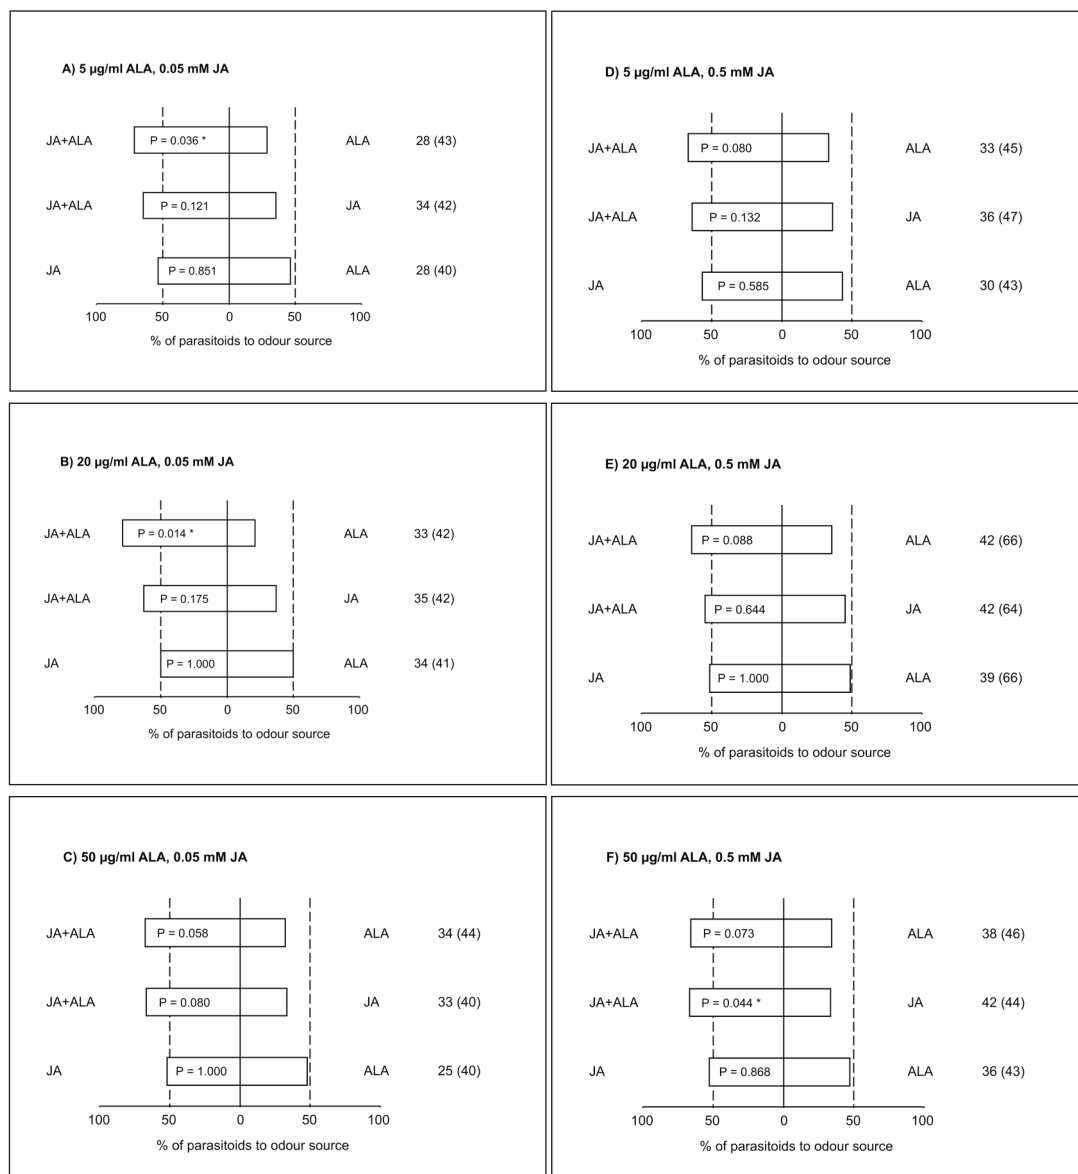 A) 5 µg/ml ALA, 0.05 mM JA
JA+ALA P = 0.036 * ALA 28 (43)
JA+ALA P = 0.121 JA 34 (42)
JA P = 0.851 ALA 28 (40)
100 50 0 50 100
% of parasitoids to odour source
D) 5 µg/ml ALA, 0.5 mM JA
JA+ALA P = 0.080 ALA 33 (45)
JA+ALA P = 0.132 JA 36 (47)
JA P = 0.585 ALA 30 (43)
100 50 0 50 100
% of parasitoids to odour source
B) 20 µg/ml ALA, 0.05 mM JA
JA+ALA P = 0.014 * ALA 33 (42)
JA+ALA P = 0.175 JA 35 (42)
JA P = 1.000 ALA 34 (41)
100 50 0 50 100
% of parasitoids to odour source
E) 20 µg/ml ALA, 0.5 mM JA
JA+ALA P = 0.088 ALA 42 (66)
JA+ALA P = 0.644 JA 42 (64)
JA P = 1.000 ALA 39 (66)
100 50 0 50 100
% of parasitoids to odour source
C) 50 µg/ml ALA, 0.05 mM JA
JA+ALA P = 0.058 ALA 34 (44)
JA+ALA P = 0.080 JA 33 (40)
JA P = 1.000 ALA 25 (40)
100 50 0 50 100
% of parasitoids to odour source
F) 50 µg/ml ALA, 0.5 mM JA
JA+ALA P = 0.073 ALA 38 (46)
JA+ALA P = 0.044 * JA 42 (44)
JA P = 0.868 ALA 36 (43)
100 50 0 50 100
% of parasitoids to odour source